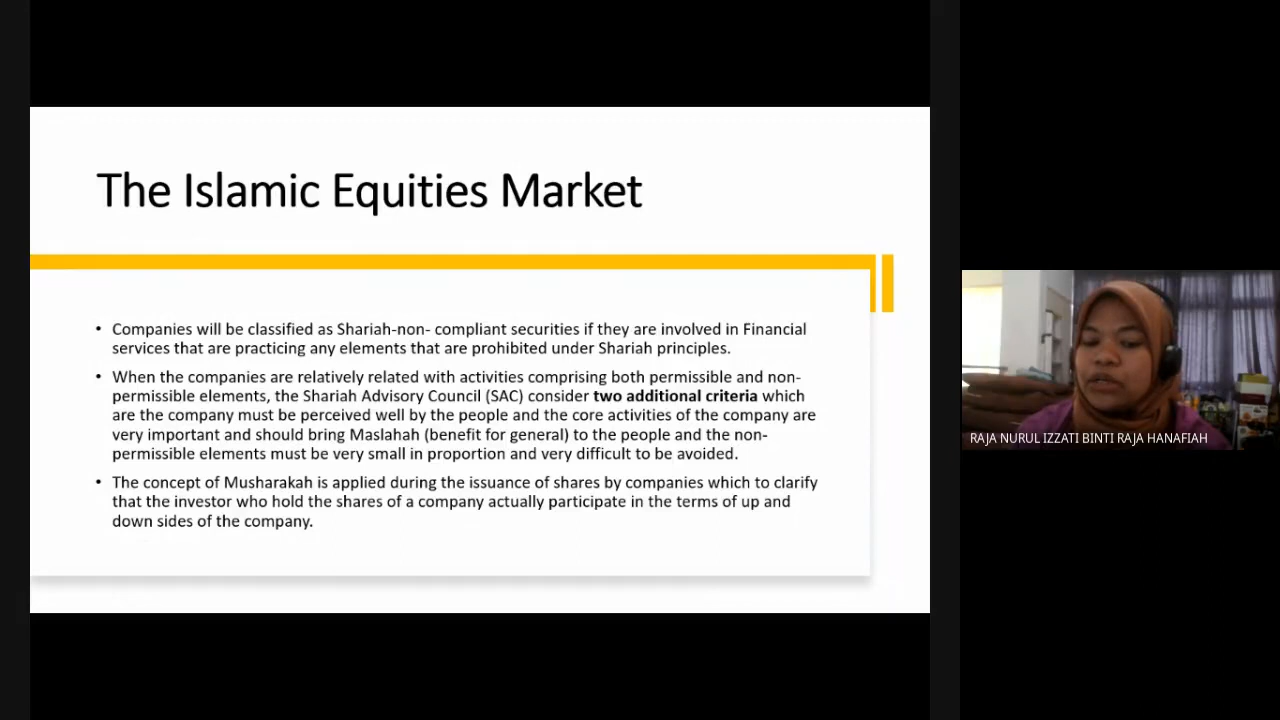 The Islamic Equities Market
• Companies will be classified as Shariah-non- compliant securities if they are involved in Financial
services that are practicing any elements that are prohibited under Shariah principles.
• When the companies are relatively related with activities comprising both permissible and non-
permissible elements, the Shariah Advisory Council (SAC) consider two additional criteria which
are the company must be perceived well by the people and the core activities of the company are
very important and should bring Maslahah (benefit for general) to the people and the non-
permissible elements must be very small in proportion and very difficult to be avoided.
• The concept of Musharakah is applied during the issuance of shares by companies which to clarify
that the investor who hold the shares of a company actually participate in the terms of up and
down sides of the company.
RAJA NURUL IZZATI BINTI RAJA HANAFIAH